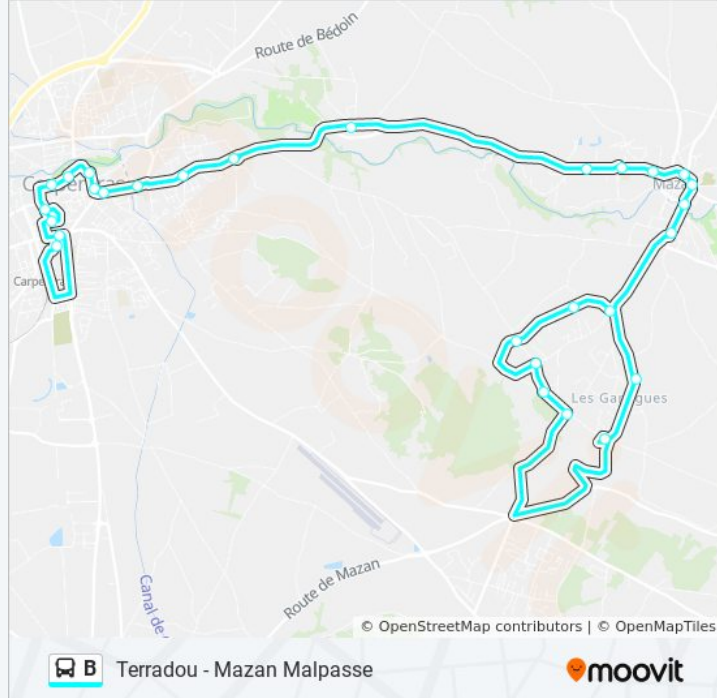 Route de Bédoin
Carpentras
Maza
Carpentra
Les Garrigues
Canal de
Route de Mazan
© OpenStreetMap contributors | © OpenMapTiles
B Terradou - Mazan Malpasse
moovit